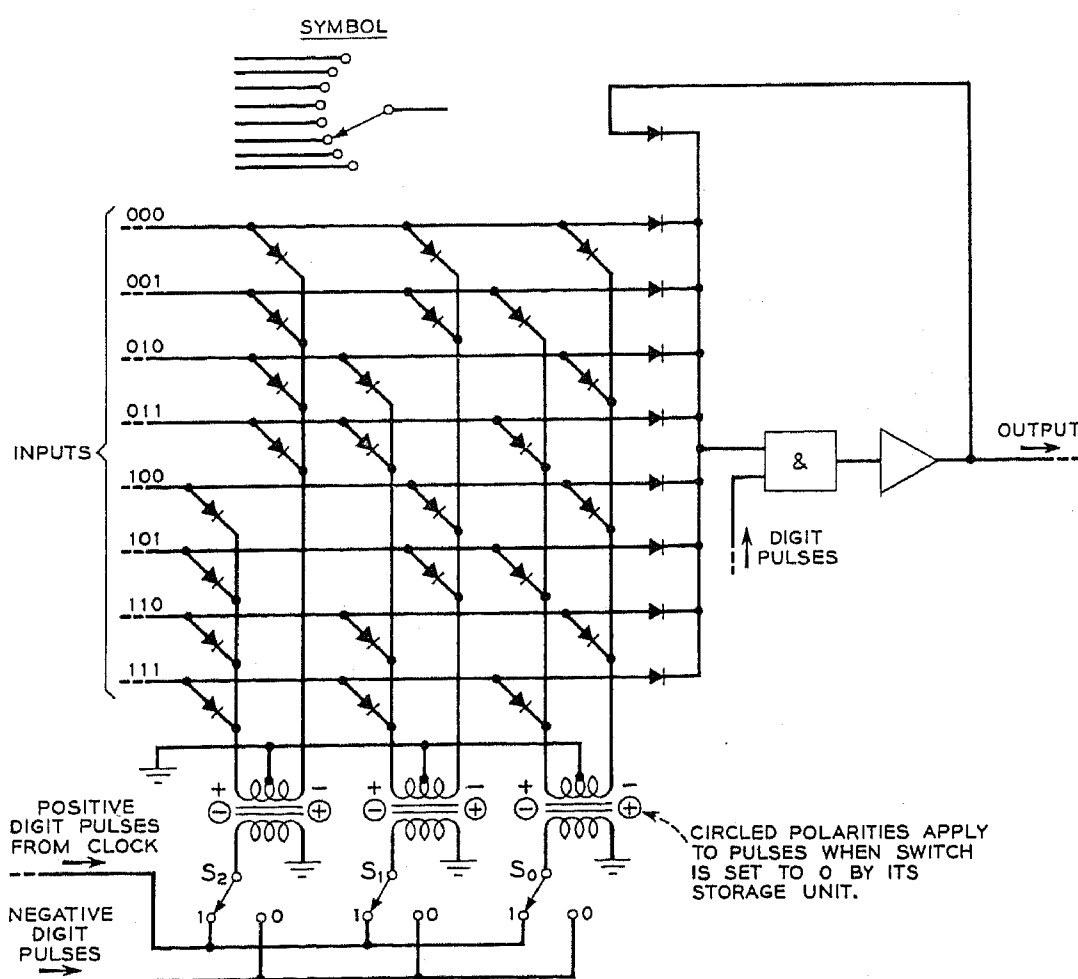 SYMBOL
000
001
010
011
100
101
110
111
INPUTS
&
OUTPUT
DIGIT
PULSES
+ − + − + −
⊖ ⊕ ⊖ ⊕ ⊖ ⊕
POSITIVE
DIGIT PULSES
FROM CLOCK
CIRCLED POLARITIES APPLY
TO PULSES WHEN SWITCH
IS SET TO 0 BY ITS
STORAGE UNIT.
S₂ S₁ S₀
1 0 1 0 1 0
NEGATIVE
DIGIT
PULSES